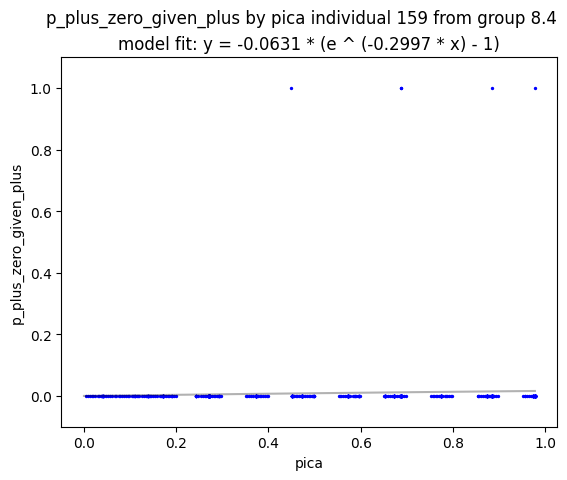 p_plus_zero_given_plus by pica individual 159 from group 8.4
model fit: y = -0.0631 * (e ^ (-0.2997 * x) - 1)
p_plus_zero_given_plus
1.0
0.8
0.6
0.4
0.2
0.0
0.0 0.2 0.4 0.6 0.8 1.0
pica